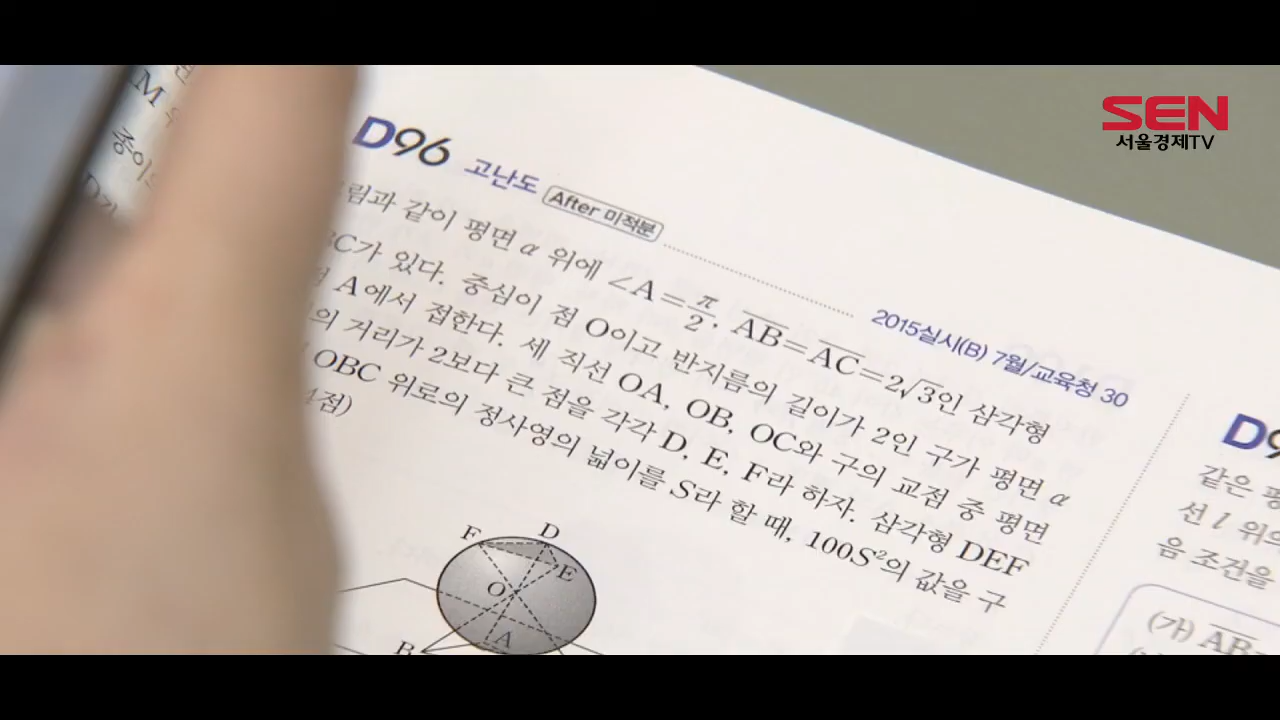 SEN
서울경제TV
D96 고난도 After 미적분
2015실시(B) 7월/교육청 30
림과 같이 평면 α 위에 ∠A=π/2, A̅B̅=A̅C̅=2√3인 삼각형
BC가 있다. 중심이 점 O이고 반지름의 길이가 2인 구가 평면 α
A에서 접한다. 세 직선 OA, OB, OC와 구의 교점 중 평면
의 거리가 2보다 큰 점을 각각 D, E, F라 하자. 삼각형 DEF
OBC 위로의 정사영의 넓이를 S라 할 때, 100S²의 값을 구
4점)
F D
E
O
A
B
M
종이
같은
선 l 위의
음 조건을
(가) A̅B̅=